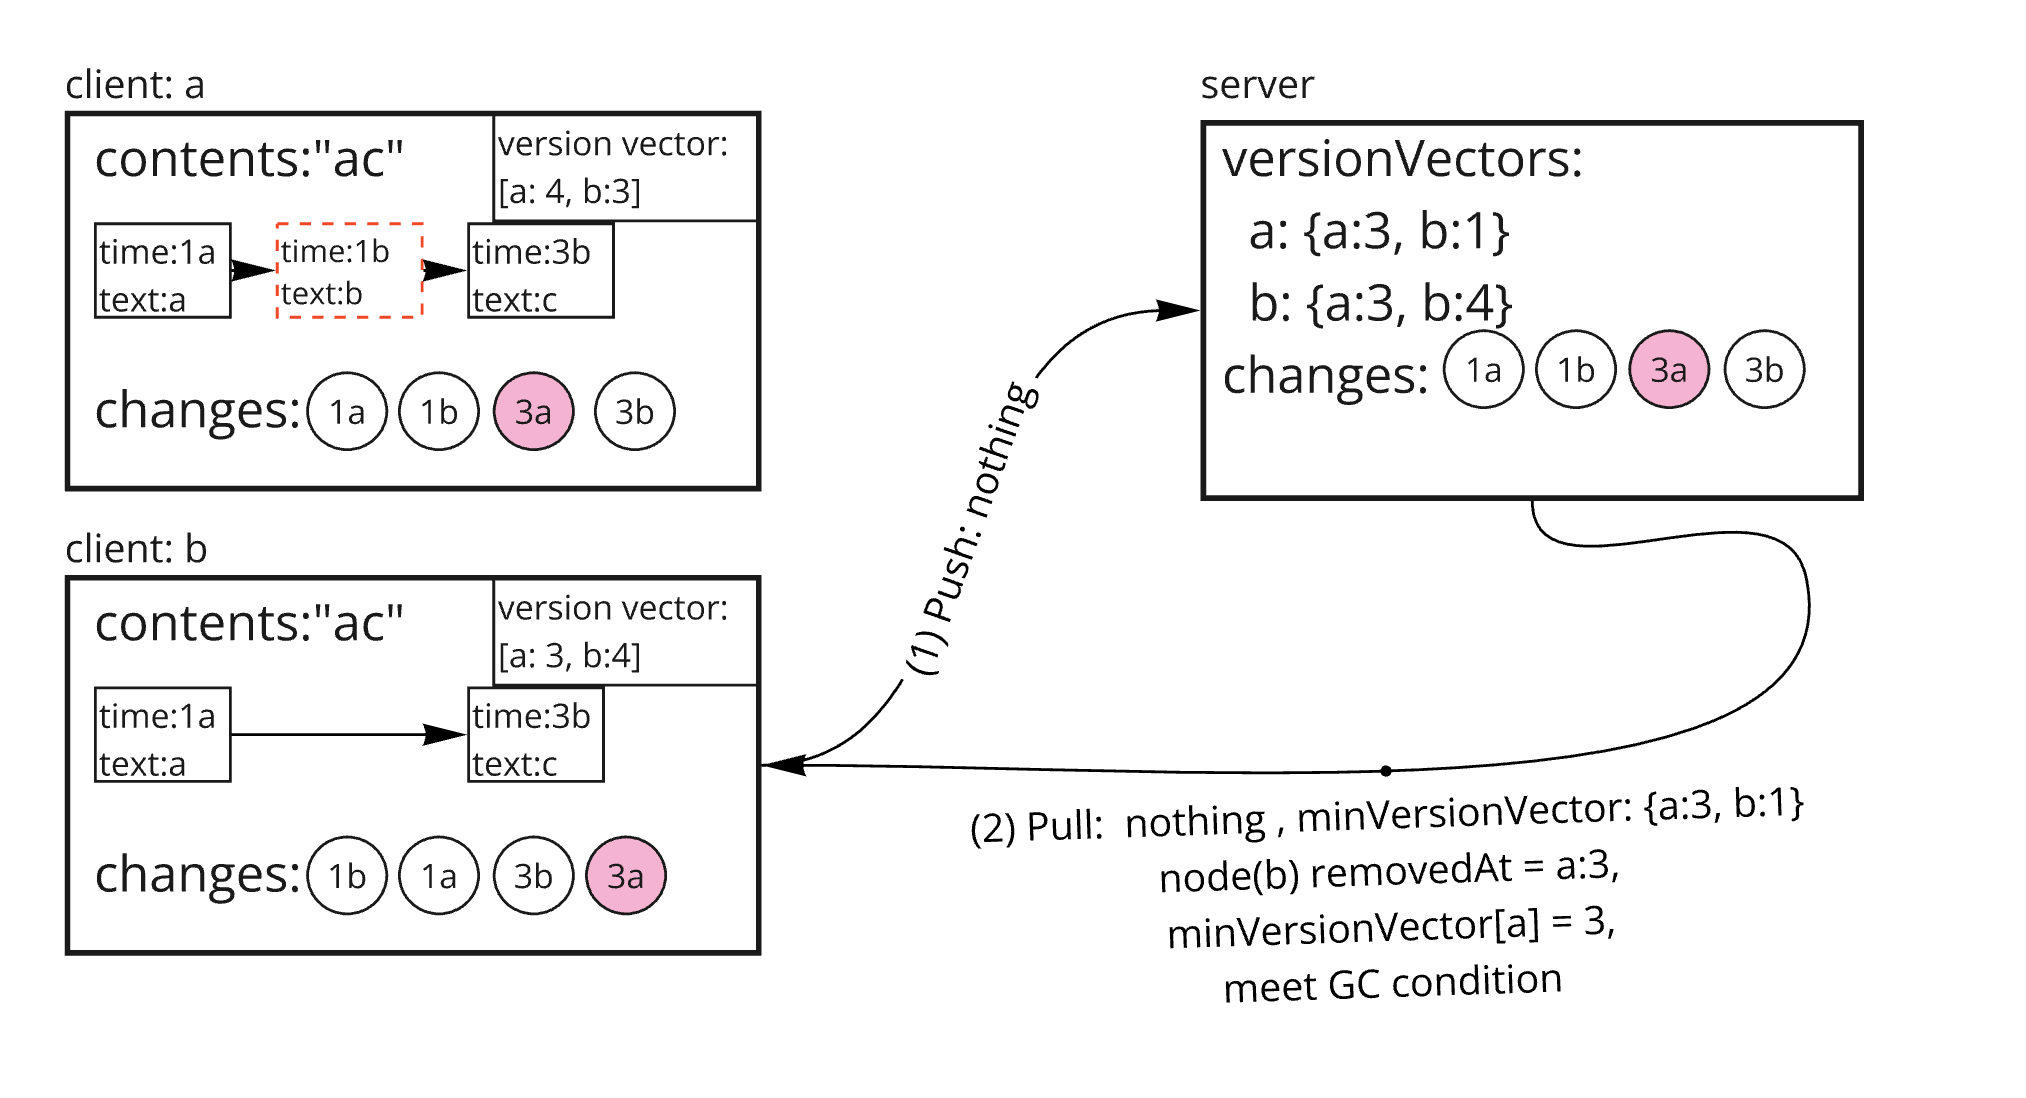 client: a
contents:"ac"
version vector:
[a: 4, b:3]
time:1a
text:a
time:1b
text:b
time:3b
text:c
changes: 1a 1b 3a 3b
client: b
contents:"ac"
version vector:
[a: 3, b:4]
time:1a
text:a
time:3b
text:c
changes: 1b 1a 3b 3a
(1) Push: nothing
server
versionVectors:
a: {a:3, b:1}
b: {a:3, b:4}
changes: 1a 1b 3a 3b
(2) Pull:  nothing , minVersionVector: {a:3, b:1}
node(b) removedAt = a:3,
minVersionVector[a] = 3,
meet GC condition